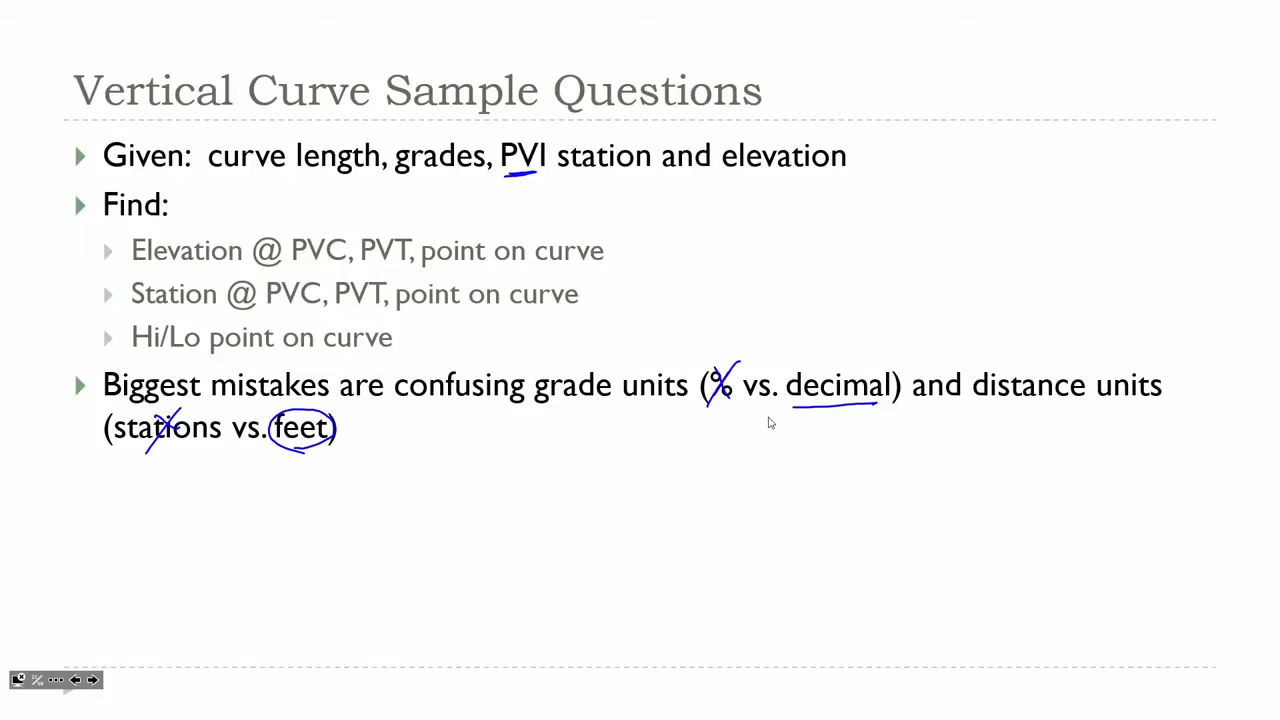 Vertical Curve Sample Questions
Given: curve length, grades, PVI station and elevation
Find:
Elevation @ PVC, PVT, point on curve
Station @ PVC, PVT, point on curve
Hi/Lo point on curve
Biggest mistakes are confusing grade units (% vs. decimal) and distance units
(stations vs. feet)